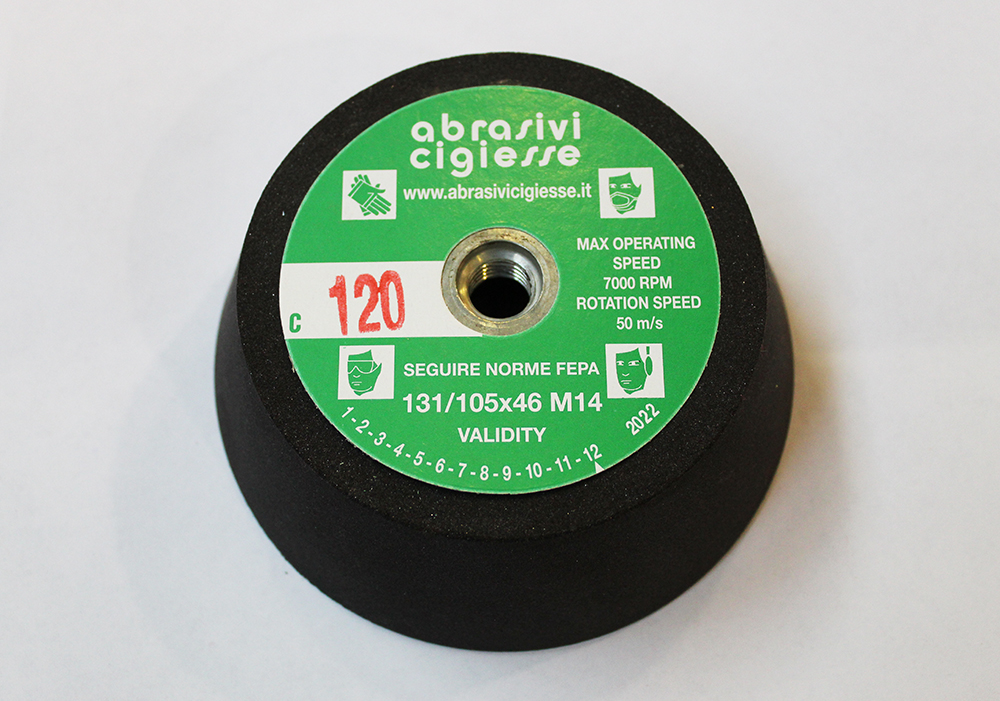 abrasivi
cigiesse
www.abrasivicigiesse.it
MAX OPERATING
SPEED
7000 RPM
ROTATION SPEED
50 m/s
C 120
SEGUIRE NORME FEPA
131/105x46 M14
VALIDITY
1-2-3-4-5-6-7-8-9-10-11-12 2022